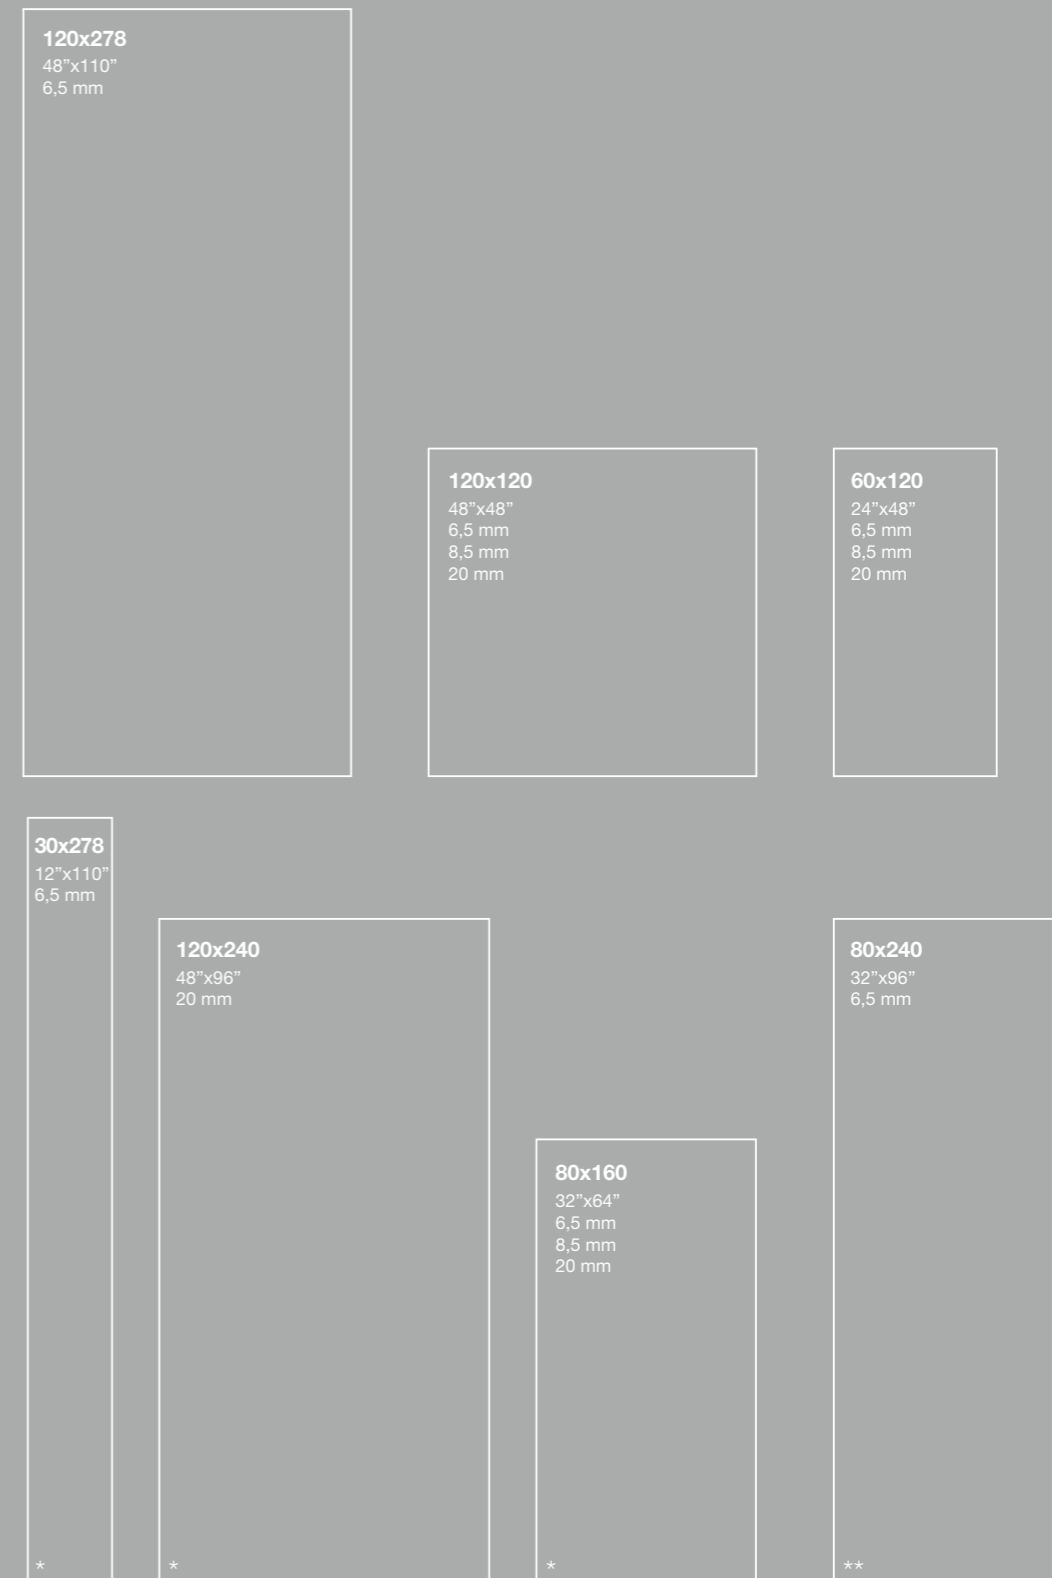 120x278
48”x110”
6,5 mm
120x120
48”x48”
6,5 mm
8,5 mm
20 mm
60x120
24”x48”
6,5 mm
8,5 mm
20 mm
30x278
12”x110”
6,5 mm
*
120x240
48”x96”
20 mm
*
80x160
32”x64”
6,5 mm
8,5 mm
20 mm
*
80x240
32”x96”
6,5 mm
**